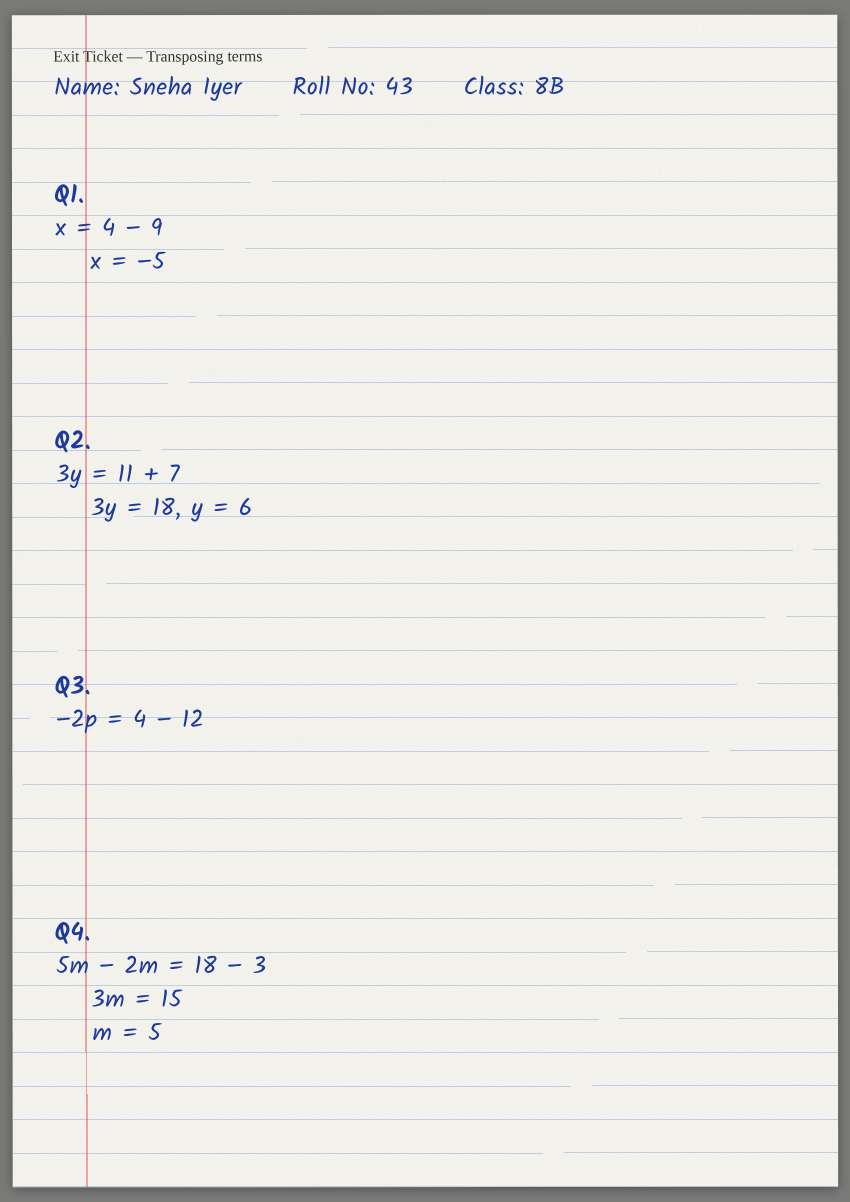 Exit Ticket — Transposing terms
Name: Sneha Iyer Roll No: 43 Class: 8B
Q1.
x = 4 − 9
x = −5
Q2.
3y = 11 + 7
3y = 18, y = 6
Q3.
−2p = 4 − 12
Q4.
5m − 2m = 18 − 3
3m = 15
m = 5